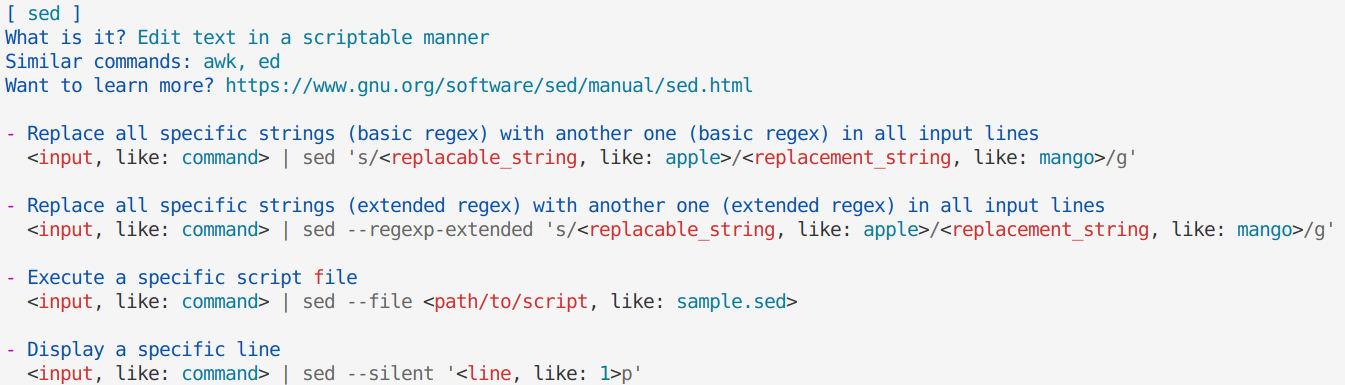 [ sed ]
What is it? Edit text in a scriptable manner
Similar commands: awk, ed
Want to learn more? https://www.gnu.org/software/sed/manual/sed.html
- Replace all specific strings (basic regex) with another one (basic regex) in all input lines
<input, like: command> | sed 's/<replacable_string, like: apple>/<replacement_string, like: mango>/g'
- Replace all specific strings (extended regex) with another one (extended regex) in all input lines
<input, like: command> | sed --regexp-extended 's/<replacable_string, like: apple>/<replacement_string, like: mango>/g'
- Execute a specific script file
<input, like: command> | sed --file <path/to/script, like: sample.sed>
- Display a specific line
<input, like: command> | sed --silent '<line, like: 1>p'